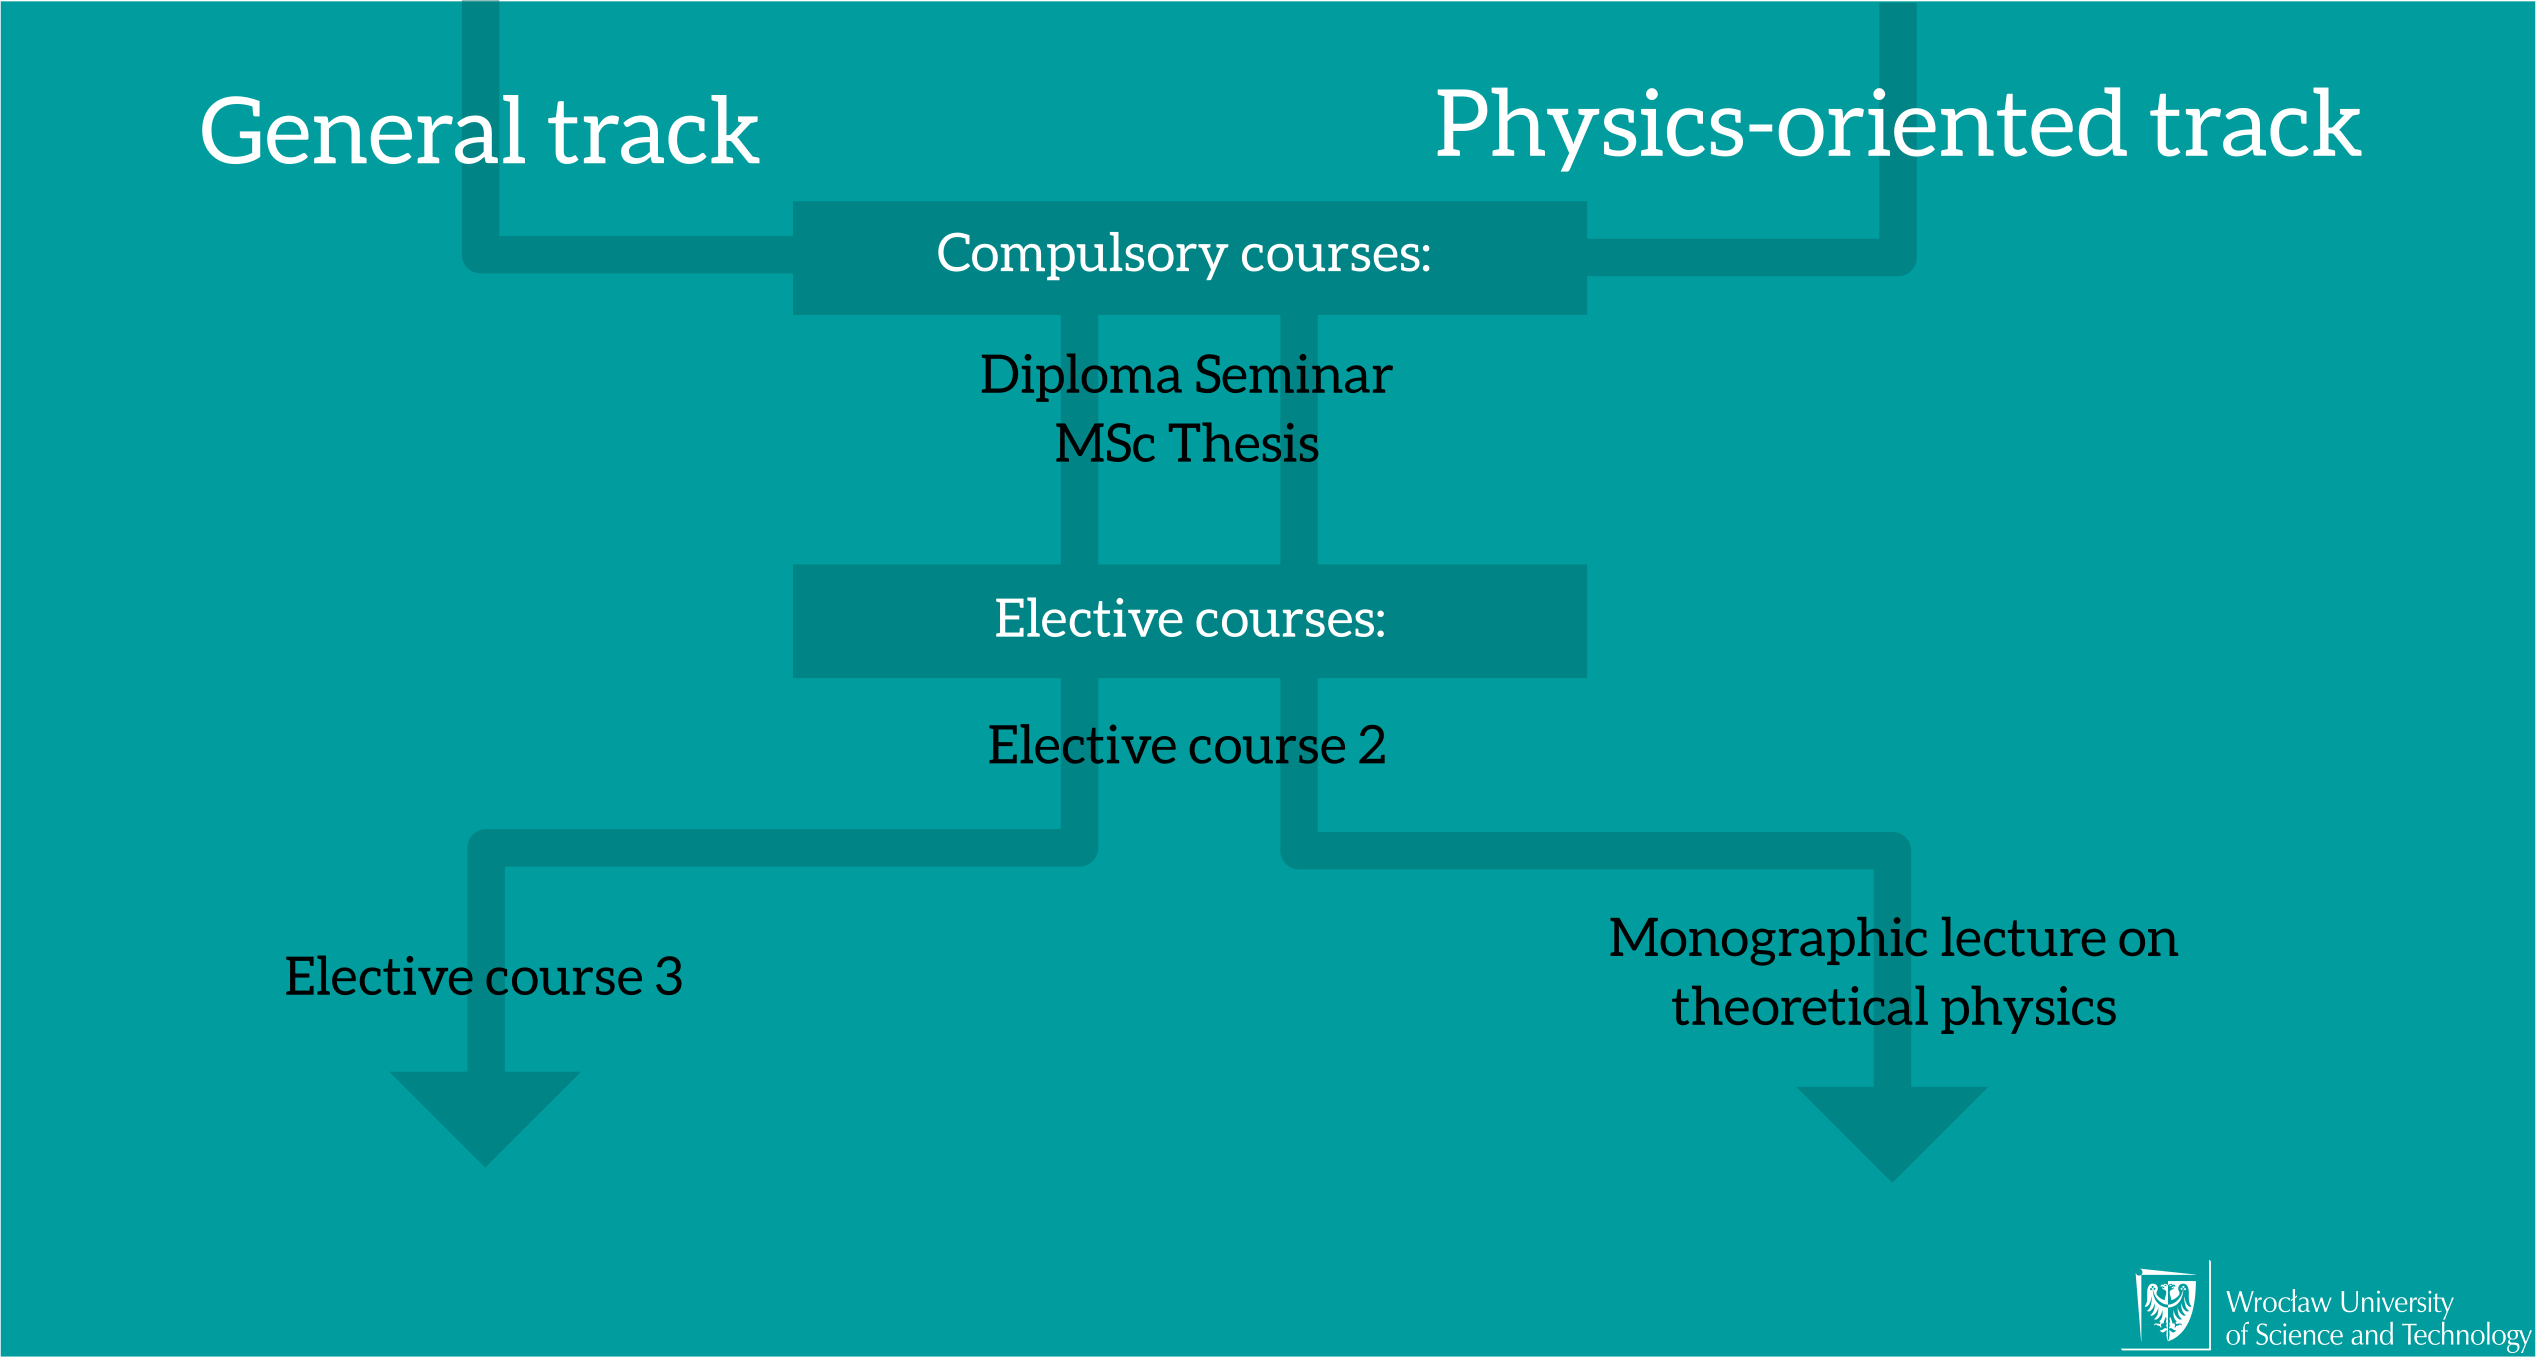 General track
Physics-oriented track
Compulsory courses:
Diploma Seminar
MSc Thesis
Elective courses:
Elective course 2
Elective course 3
Monographic lecture on
theoretical physics
Wrocław University
of Science and Technology